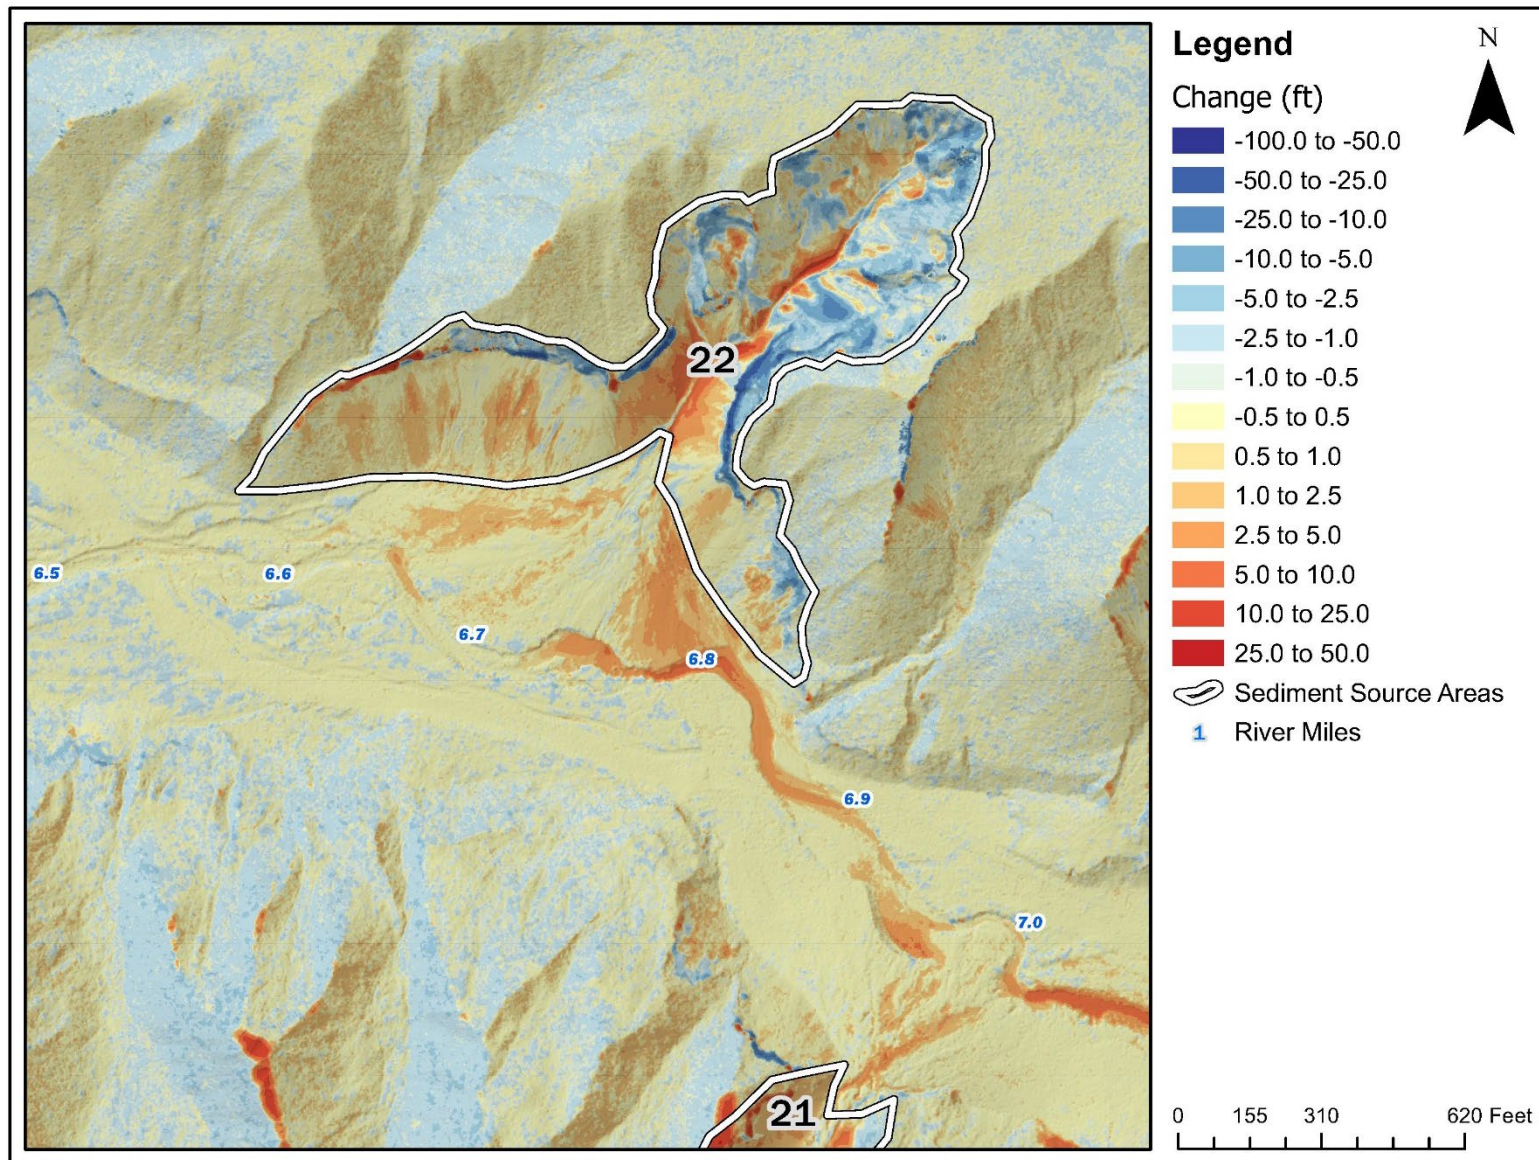 Legend
N
Change (ft)
-100.0 to -50.0
-50.0 to -25.0
-25.0 to -10.0
-10.0 to -5.0
-5.0 to -2.5
-2.5 to -1.0
-1.0 to -0.5
-0.5 to 0.5
0.5 to 1.0
1.0 to 2.5
2.5 to 5.0
5.0 to 10.0
10.0 to 25.0
25.0 to 50.0
Sediment Source Areas
1 River Miles
22
6.5
6.6
6.7
6.8
6.9
7.0
21
0 155 310 620 Feet